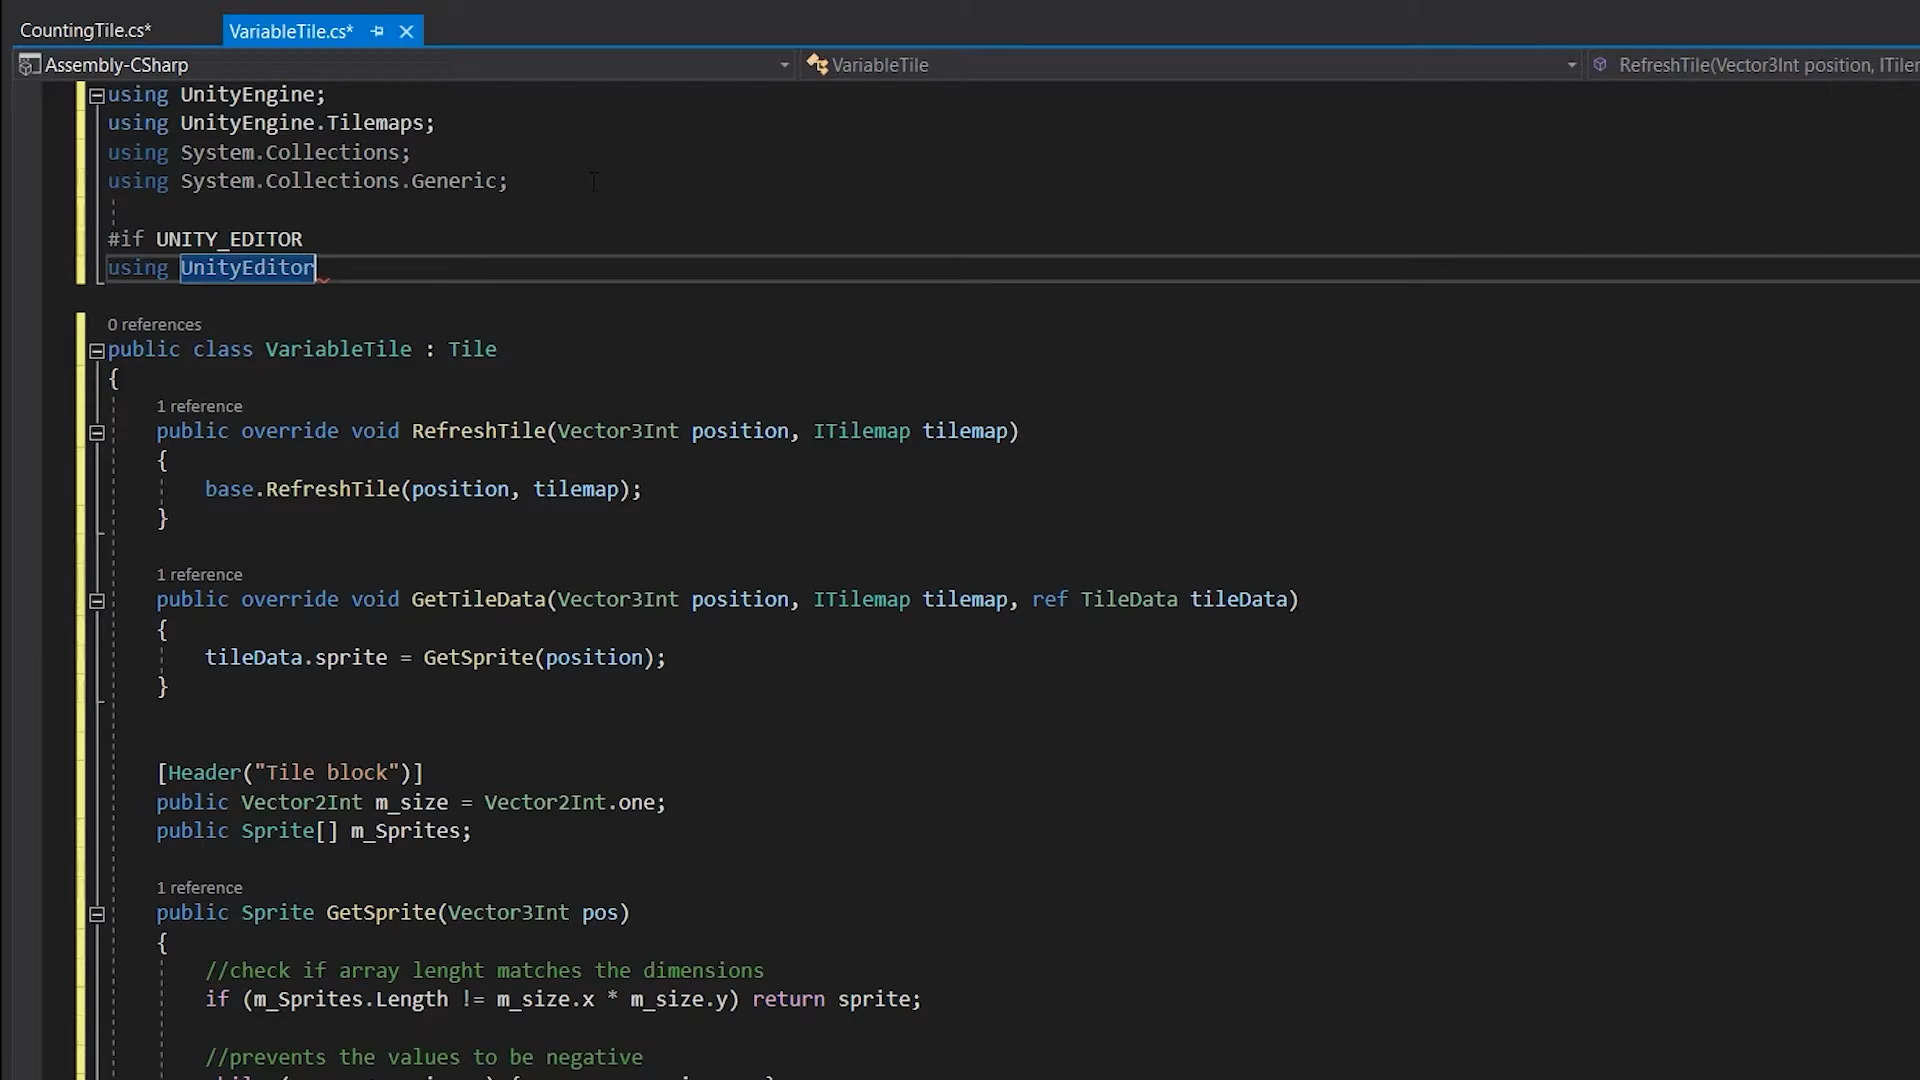 CountingTile.cs*
VariableTile.cs*
Assembly-CSharp
VariableTile
RefreshTile(Vector3Int position, ITiler
using UnityEngine;
using UnityEngine.Tilemaps;
using System.Collections;
using System.Collections.Generic;
#if UNITY_EDITOR
using UnityEditor
0 references
public class VariableTile : Tile
{
1 reference
public override void RefreshTile(Vector3Int position, ITilemap tilemap)
{
base.RefreshTile(position, tilemap);
}
1 reference
public override void GetTileData(Vector3Int position, ITilemap tilemap, ref TileData tileData)
{
tileData.sprite = GetSprite(position);
}
[Header("Tile block")]
public Vector2Int m_size = Vector2Int.one;
public Sprite[] m_Sprites;
1 reference
public Sprite GetSprite(Vector3Int pos)
{
//check if array lenght matches the dimensions
if (m_Sprites.Length != m_size.x * m_size.y) return sprite;
//prevents the values to be negative